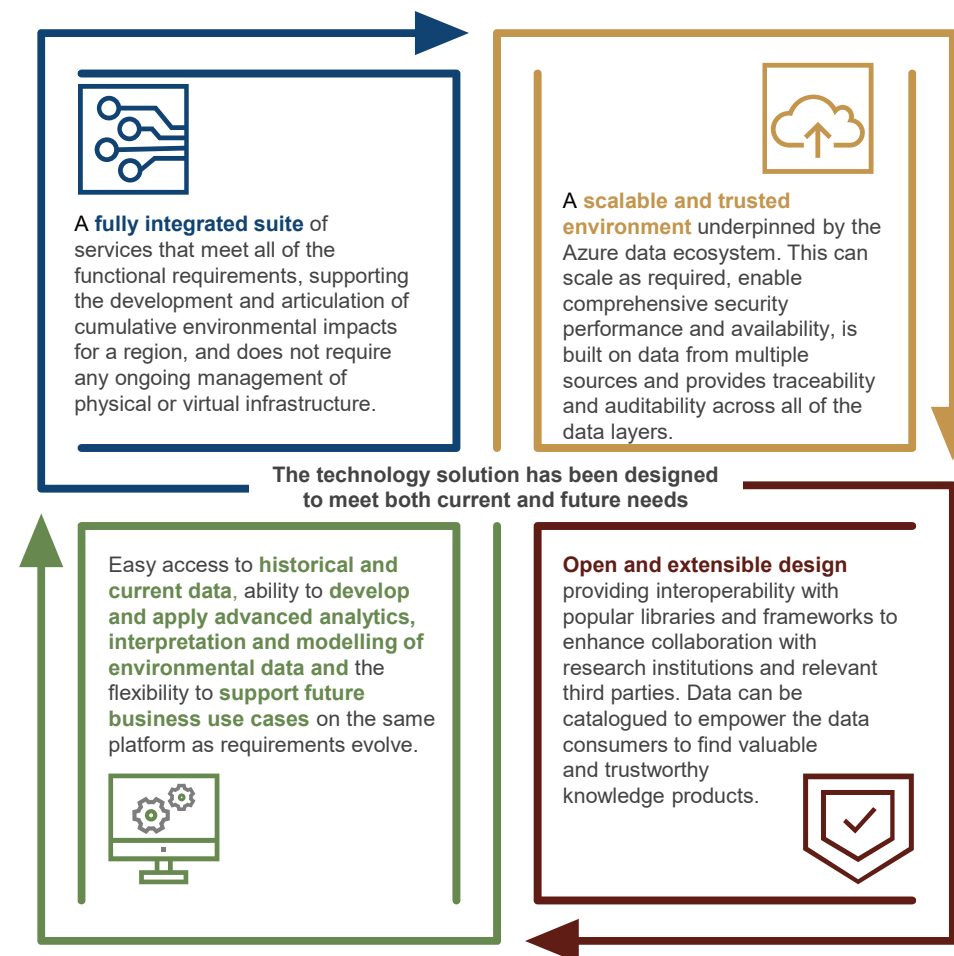 A fully integrated suite of
services that meet all of the
functional requirements, supporting
the development and articulation of
cumulative environmental impacts
for a region, and does not require
any ongoing management of
physical or virtual infrastructure.
A scalable and trusted
environment underpinned by the
Azure data ecosystem. This can
scale as required, enable
comprehensive security
performance and availability, is
built on data from multiple
sources and provides traceability
and auditability across all of the
data layers.
The technology solution has been designed
to meet both current and future needs
Easy access to historical and
current data, ability to develop
and apply advanced analytics,
interpretation and modelling of
environmental data and the
flexibility to support future
business use cases on the same
platform as requirements evolve.
Open and extensible design
providing interoperability with
popular libraries and frameworks to
enhance collaboration with
research institutions and relevant
third parties. Data can be
catalogued to empower the data
consumers to find valuable
and trustworthy
knowledge products.